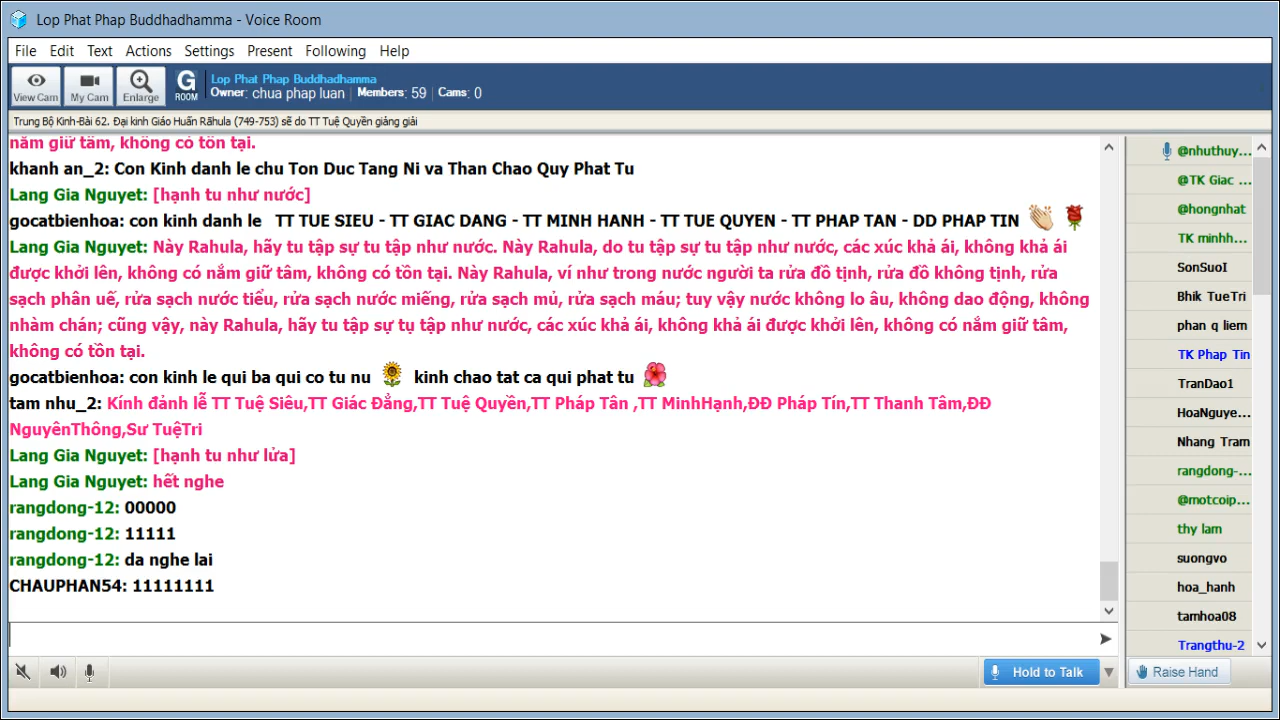 Lop Phat Phap Buddhadhamma - Voice Room
File Edit Text Actions Settings Present Following Help
View Cam My Cam Enlarge G ROOM
Lop Phat Phap Buddhadhamma
Owner: chua phap luan Members: 59 Cams: 0
Trung Bộ Kinh-Bài 62. Đại kinh Giáo Huấn Rāhula (749-753) sẽ do TT Tuệ Quyền giảng giải
nắm giữ tâm, không có tồn tại.
khanh an_2: Con Kinh danh le chu Ton Duc Tang Ni va Than Chao Quy Phat Tu
Lang Gia Nguyet: [hạnh tu như nước]
gocatbienhoa: con kinh danh le TT TUE SIEU - TT GIAC DANG - TT MINH HANH - TT TUE QUYEN - TT PHAP TAN - DD PHAP TIN
Lang Gia Nguyet: Này Rahula, hãy tu tập sự tu tập như nước. Này Rahula, do tu tập sự tu tập như nước, các xúc khả ái, không khả ái
được khởi lên, không có nắm giữ tâm, không có tồn tại. Này Rahula, ví như trong nước người ta rửa đồ tịnh, rửa đồ không tịnh, rửa
sạch phân uế, rửa sạch nước tiểu, rửa sạch nước miếng, rửa sạch mủ, rửa sạch máu; tuy vậy nước không lo âu, không dao động, không
nhàm chán; cũng vậy, này Rahula, hãy tu tập sự tụ tập như nước, các xúc khả ái, không khả ái được khởi lên, không có nắm giữ tâm,
không có tồn tại.
gocatbienhoa: con kinh le qui ba qui co tu nu kinh chao tat ca qui phat tu
tam nhu_2: Kính đảnh lễ TT Tuệ Siêu,TT Giác Đẳng,TT Tuệ Quyền,TT Pháp Tân ,TT MinhHạnh,ĐĐ Pháp Tín,TT Thanh Tâm,ĐĐ
NguyênThông,Sư TuệTri
Lang Gia Nguyet: [hạnh tu như lửa]
Lang Gia Nguyet: hết nghe
rangdong-12: 00000
rangdong-12: 11111
rangdong-12: da nghe lai
CHAUPHAN54: 11111111
@nhuthuy...
@TK Giac ...
@hongnhat
TK minhh...
SonSuoI
Bhik TueTri
phan q liem
TK Phap Tin
TranDao1
HoaNguye...
Nhang Tram
rangdong-...
@motcoip...
thy lam
suongvo
hoa_hanh
tamhoa08
Trangthu-2
Hold to Talk
Raise Hand